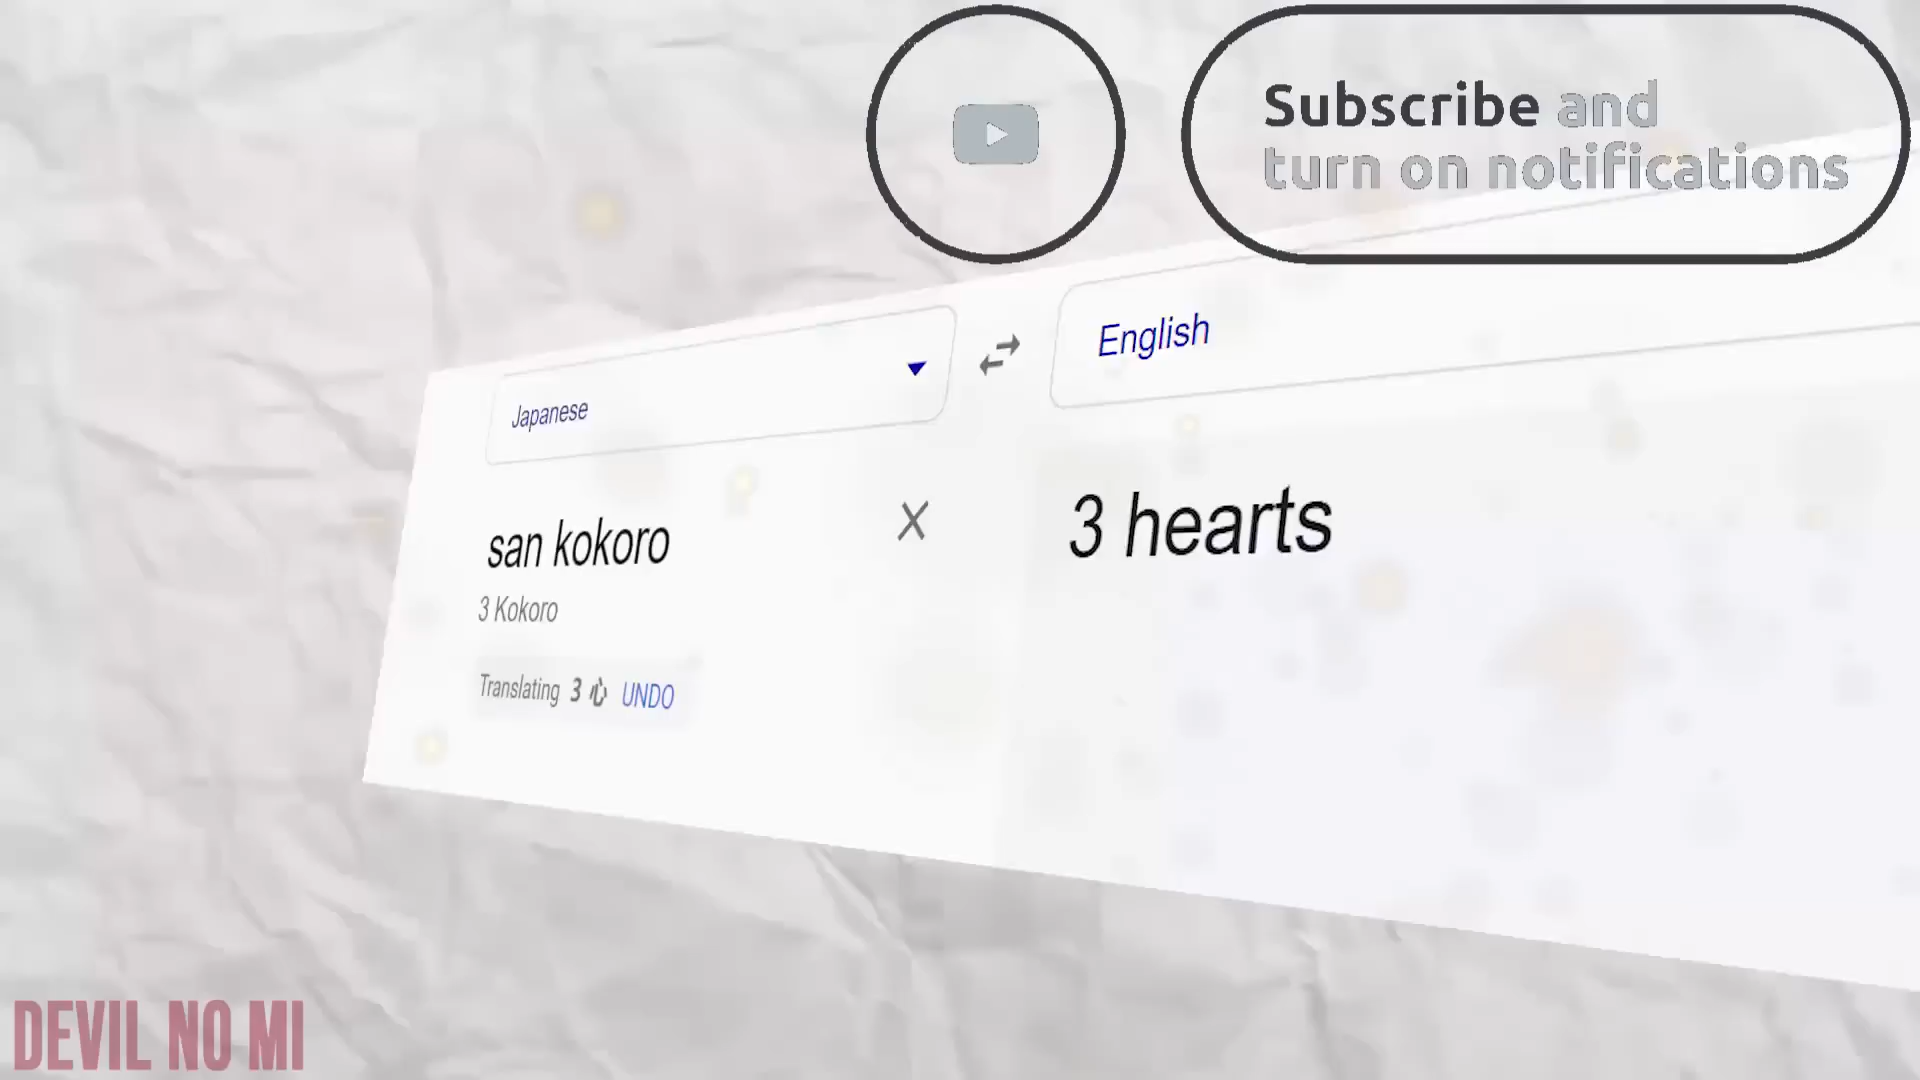 Subscribe and
turn on notifications
Japanese
English
san kokoro
3 hearts
3 Kokoro
Translating 3 心 UNDO
DEVIL NO MI